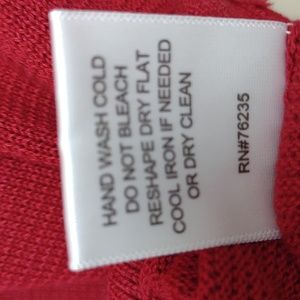 HAND WASH COLD
DO NOT BLEACH
RESHAPE DRY FLAT
COOL IRON IF NEEDED
OR DRY CLEAN
RN#76235